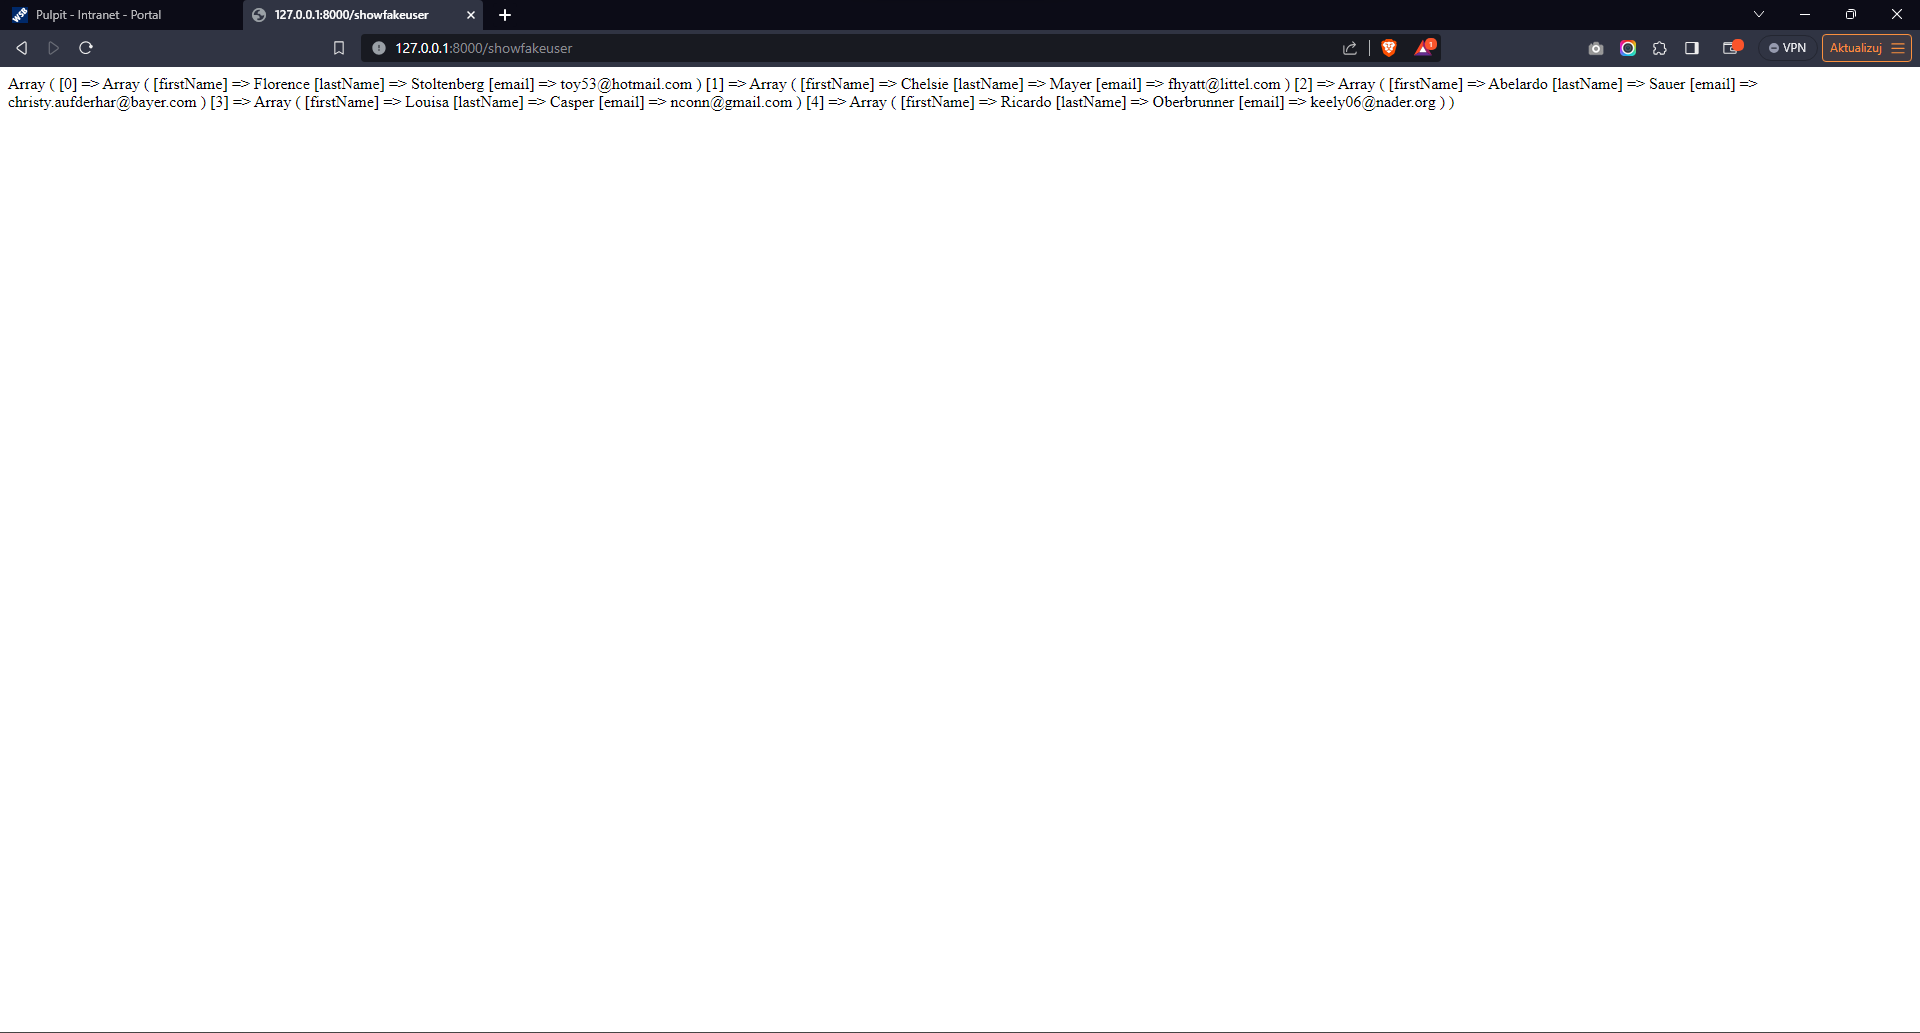 WSB Pulpit - Intranet - Portal
127.0.0.1:8000/showfakeuser
127.0.0.1:8000/showfakeuser
1
VPN
Aktualizuj
Array ( [0] => Array ( [firstName] => Florence [lastName] => Stoltenberg [email] => toy53@hotmail.com ) [1] => Array ( [firstName] => Chelsie [lastName] => Mayer [email] => fhyatt@littel.com ) [2] => Array ( [firstName] => Abelardo [lastName] => Sauer [email] =>
christy.aufderhar@bayer.com ) [3] => Array ( [firstName] => Louisa [lastName] => Casper [email] => nconn@gmail.com ) [4] => Array ( [firstName] => Ricardo [lastName] => Oberbrunner [email] => keely06@nader.org ) )